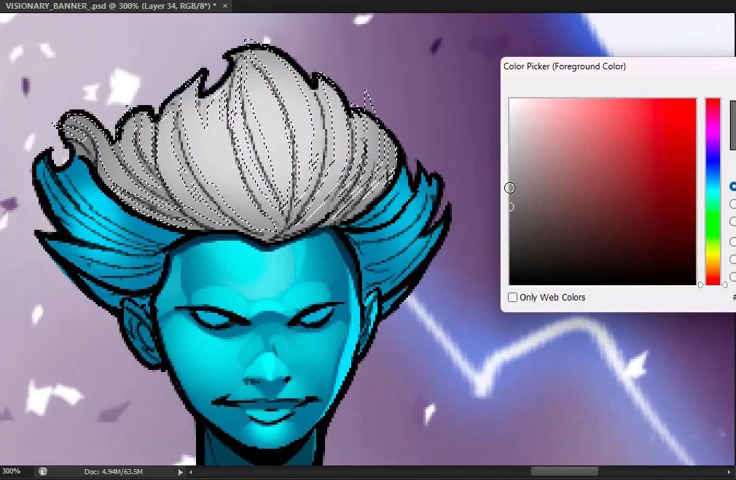 VISIONARY_BANNER_.psd @ 300% (Layer 34, RGB/8*) *
Color Picker (Foreground Color)
Only Web Colors
#
300%
Doc: 4.94M/63.5M